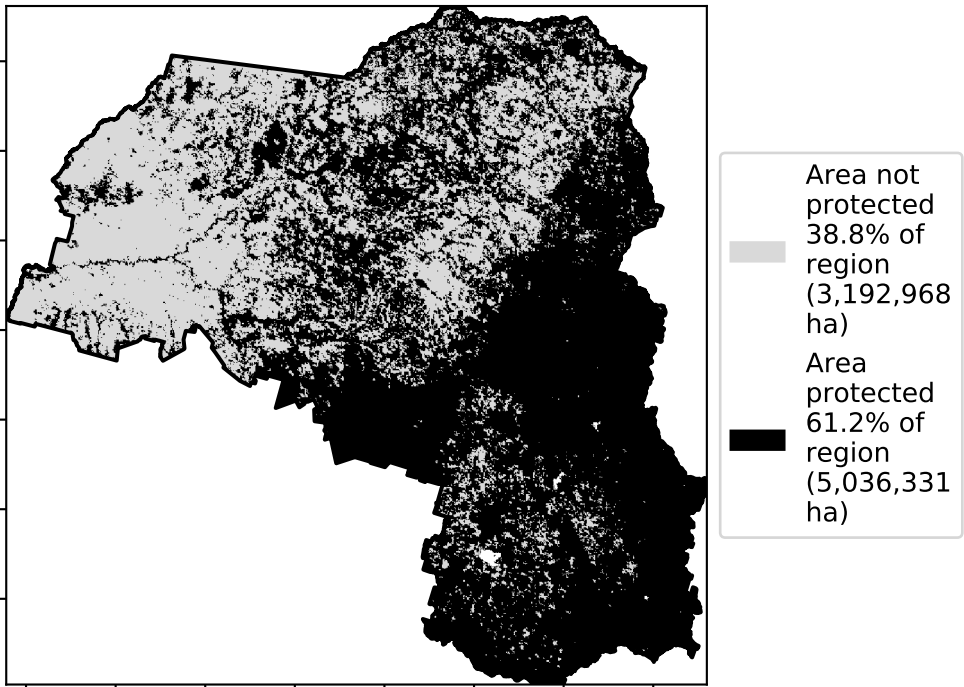 Area not
protected
38.8% of
region
(3,192,968
ha)
Area
protected
61.2% of
region
(5,036,331
ha)